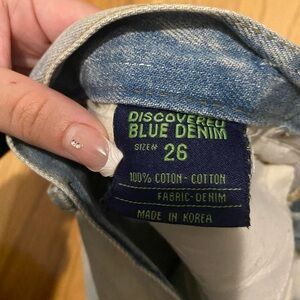 DISCOVERED
BLUE DENIM
SIZE# 26
100% COTON - COTTON
FABRIC-DENIM
MADE IN KOREA